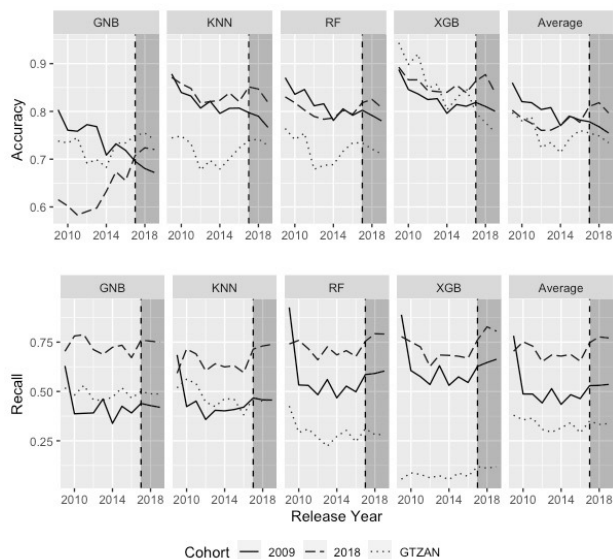 GNB KNN RF XGB Average
0.9
0.8
0.7
0.6
Accuracy
2010 2014 2018 2010 2014 2018 2010 2014 2018 2010 2014 2018 2010 2014 2018
GNB KNN RF XGB Average
0.75
0.50
0.25
Recall
2010 2014 2018 2010 2014 2018 2010 2014 2018 2010 2014 2018 2010 2014 2018
Release Year
Cohort 2009 2018 GTZAN